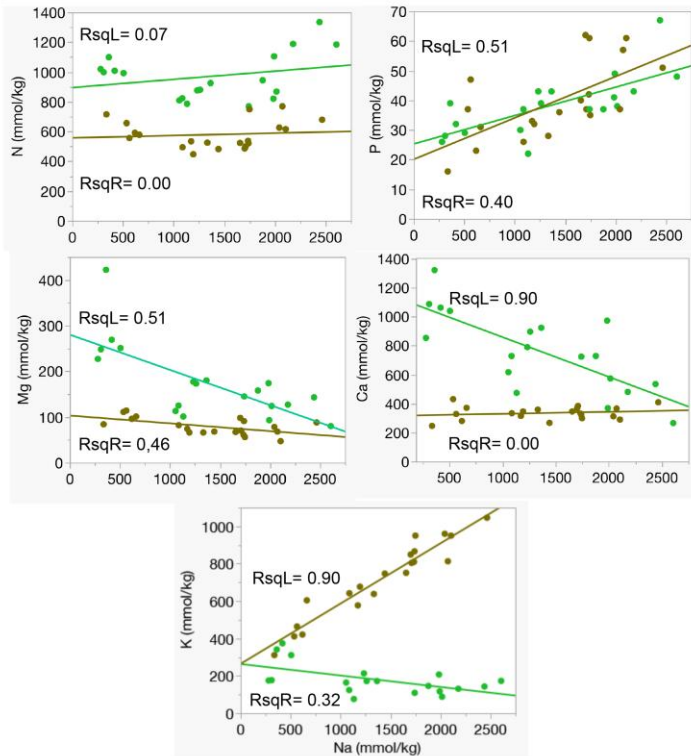 1400
1200
1000
800
600
400
200
0
N (mmol/kg)
RsqL= 0.07
RsqR= 0.00
0 500 1000 1500 2000 2500
70
60
50
40
30
20
10
0
P (mmol/kg)
RsqL= 0.51
RsqR= 0.40
0 500 1000 1500 2000 2500
400
300
200
100
0
Mg (mmol/kg)
RsqL= 0.51
RsqR= 0,46
0 500 1000 1500 2000 2500
1400
1200
1000
800
600
400
200
0
Ca (mmol/kg)
RsqL= 0.90
RsqR= 0.00
500 1000 1500 2000 2500
1000
800
600
400
200
0
K (mmol/kg)
RsqL= 0.90
RsqR= 0.32
0 500 1000 1500 2000 2500
Na (mmol/kg)